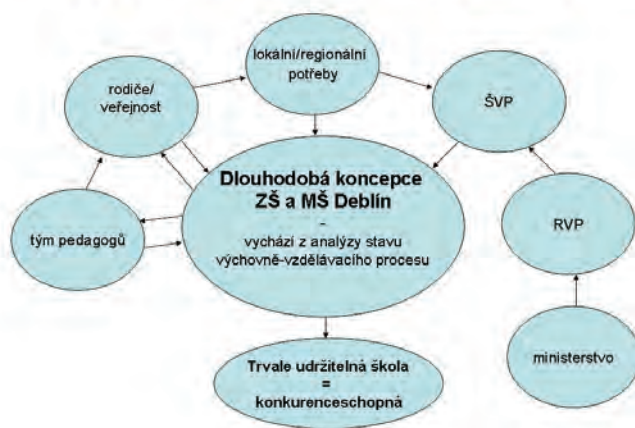 lokální/regionální
potřeby
rodiče/
veřejnost
ŠVP
Dlouhodobá koncepce
ZŠ a MŠ Deblín
-
vychází z analýzy stavu
výchovně-vzdělávacího procesu
tým pedagogů
RVP
ministerstvo
Trvale udržitelná škola
=
konkurenceschopná